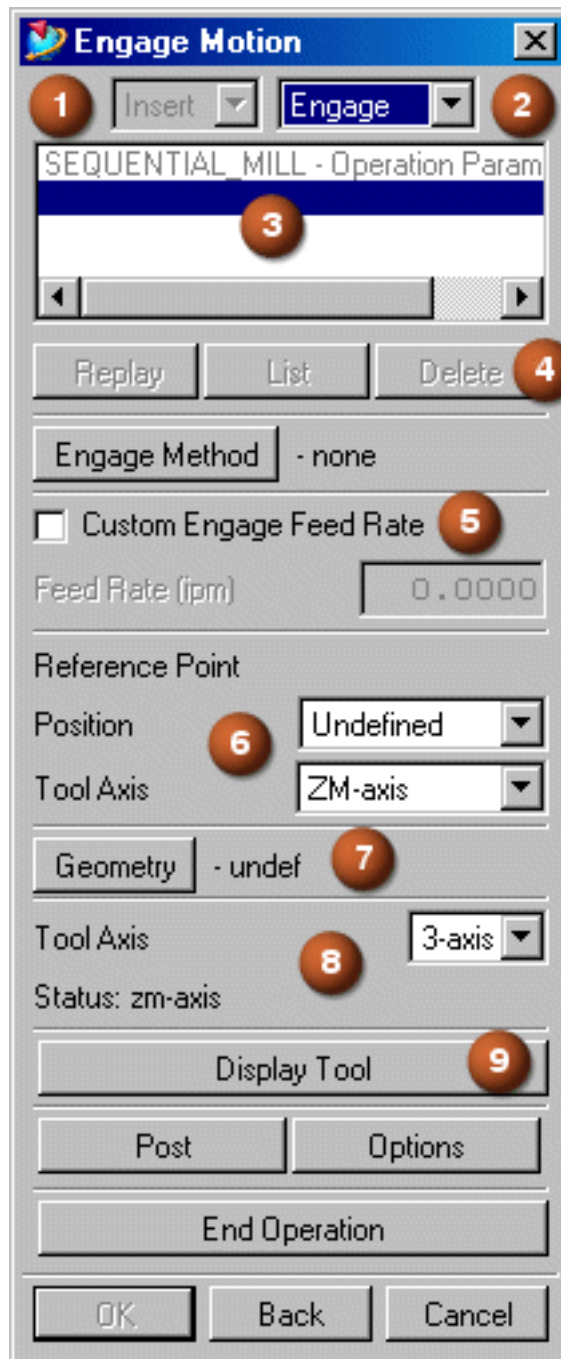 Engage Motion
1 Insert Engage 2
SEQUENTIAL_MILL - Operation Param
3
Replay List Delete 4
Engage Method - none
Custom Engage Feed Rate 5
Feed Rate (ipm) 0.0000
Reference Point
Position Undefined
6
Tool Axis ZM-axis
Geometry - undef 7
Tool Axis 3-axis
8
Status: zm-axis
Display Tool 9
Post Options
End Operation
OK Back Cancel